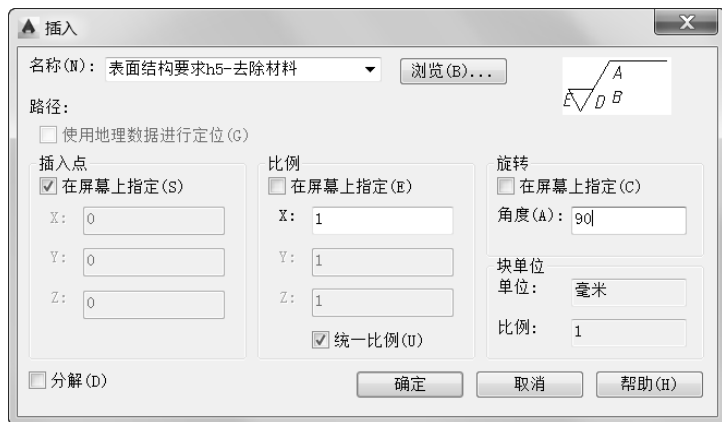 插入
名称(N): 表面结构要求h5-去除材料 浏览(B)...
A
E D B
路径:
使用地理数据进行定位(G)
插入点
在屏幕上指定(S)
X: 0
Y: 0
Z: 0
比例
在屏幕上指定(E)
X: 1
Y: 1
Z: 1
统一比例(U)
旋转
在屏幕上指定(C)
角度(A): 90
块单位
单位: 毫米
比例: 1
分解(D)
确定 取消 帮助(H)